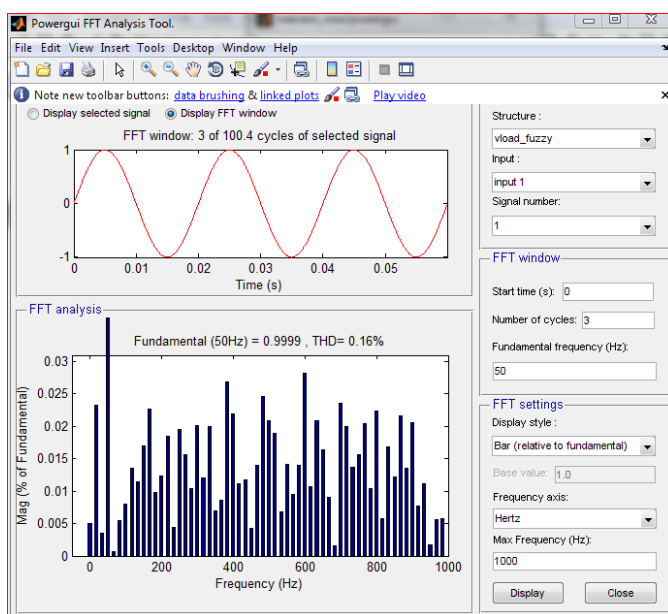 Powergui FFT Analysis Tool.
File Edit View Insert Tools Desktop Window Help
Note new toolbar buttons: data brushing & linked plots Play video
Display selected signal Display FFT window
FFT window: 3 of 100.4 cycles of selected signal
1
0
-1
0 0.01 0.02 0.03 0.04 0.05
Time (s)
FFT analysis
Fundamental (50Hz) = 0.9999 , THD= 0.16%
0.03
0.025
0.02
0.015
0.01
0.005
0
Mag (% of Fundamental)
0 200 400 600 800 1000
Frequency (Hz)
Structure :
vload_fuzzy
Input :
input 1
Signal number:
1
FFT window
Start time (s): 0
Number of cycles: 3
Fundamental frequency (Hz):
50
FFT settings
Display style :
Bar (relative to fundamental)
Base value: 1.0
Frequency axis:
Hertz
Max Frequency (Hz):
1000
Display Close